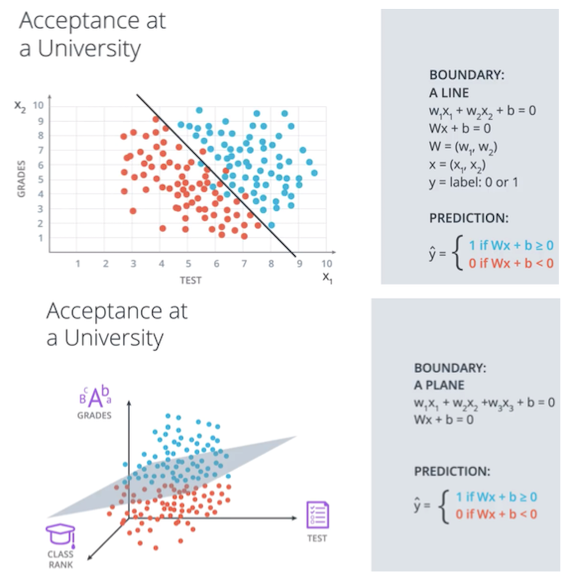 Acceptance at
a University
X₂
10
9
8
7
6
5
4
3
2
1
GRADES
1 2 3 4 5 6 7 8 9 10
TEST
X₁
BOUNDARY:
A LINE
w₁x₁ + w₂x₂ + b = 0
Wx + b = 0
W = (w₁, w₂)
x = (x₁, x₂)
y = label: 0 or 1
PREDICTION:
ŷ = { 1 if Wx + b ≥ 0
0 if Wx + b < 0
Acceptance at
a University
c b
B A a
GRADES
CLASS
RANK
TEST
BOUNDARY:
A PLANE
w₁x₁ + w₂x₂ +w₃x₃ + b = 0
Wx + b = 0
PREDICTION:
ŷ = { 1 if Wx + b ≥ 0
0 if Wx + b < 0